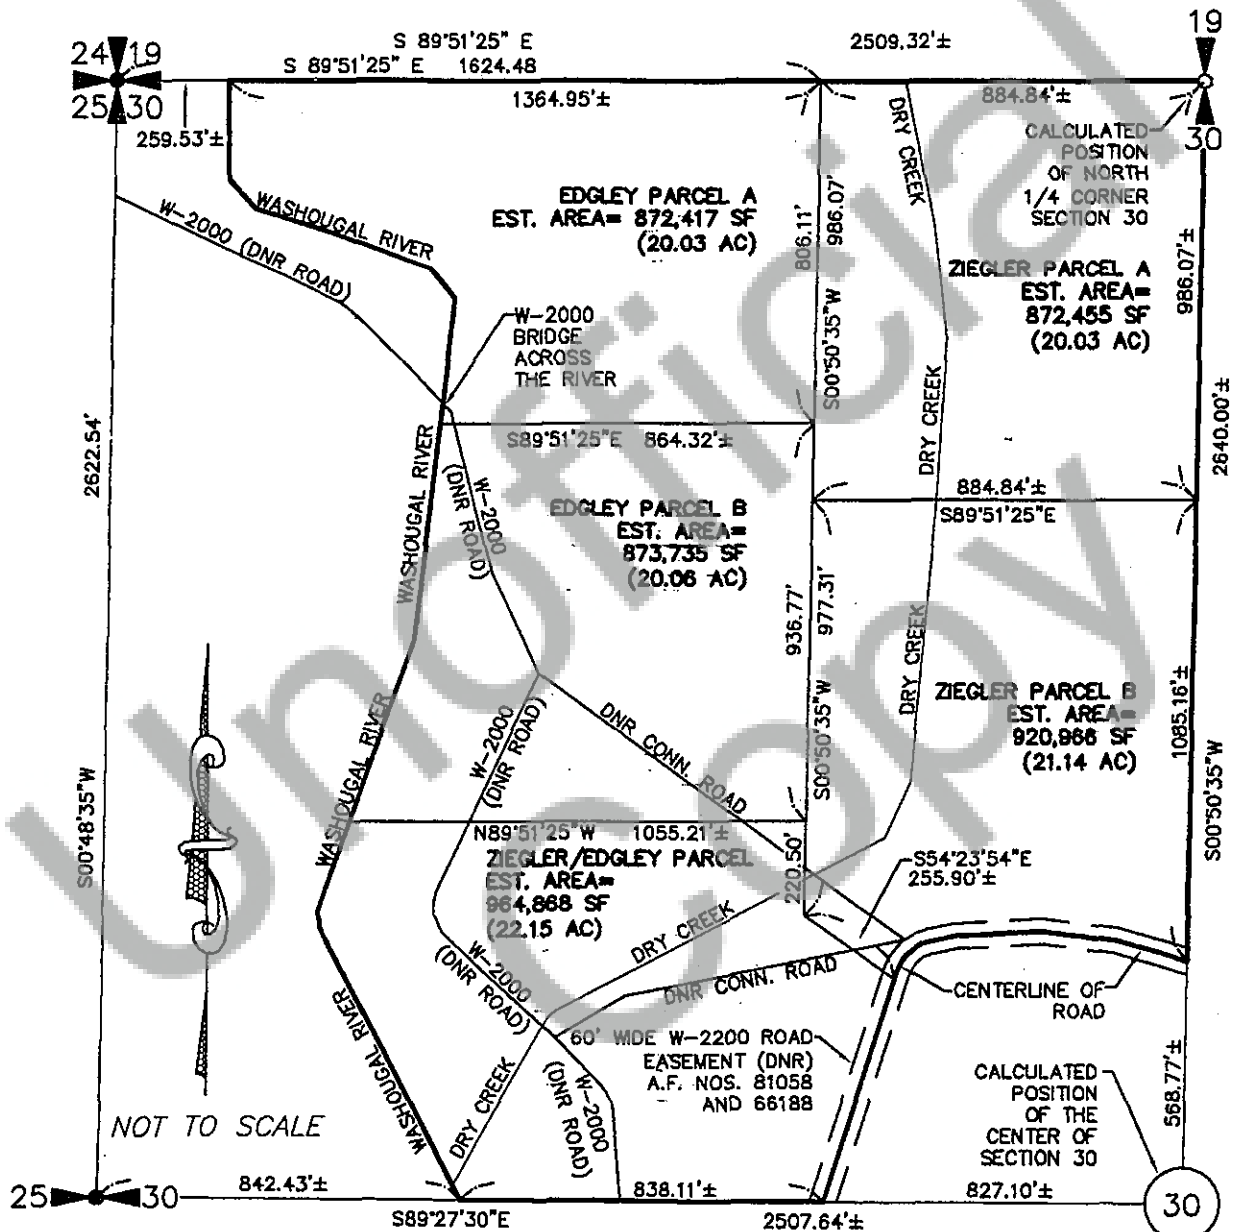 S 89°51'25" E 2509.32'±
19
24 19
S 89°51'25" E 1624.48
1364.95'±
884.84'±
25 30
30
259.53'±
DRY CREEK
CALCULATED
POSITION
OF NORTH
1/4 CORNER
SECTION 30
WASHOUGAL RIVER
W-2000 (DNR ROAD)
EDGLEY PARCEL A
EST. AREA= 872,417 SF
(20.03 AC)
806.11'
986.07'
S00°50'35"W
ZIEGLER PARCEL A
EST. AREA=
872,455 SF
(20.03 AC)
986.07'±
2640.00'±
W-2000
BRIDGE
ACROSS
THE RIVER
DRY CREEK
S89°51'25"E 864.32'±
2622.54'
WASHOUGAL RIVER
W-2000
(DNR ROAD)
884.84'±
S89°51'25"E
EDGLEY PARCEL B
EST. AREA=
873,735 SF
(20.06 AC)
936.77'
977.31'
S00°50'35"W
DRY CREEK
ZIEGLER PARCEL B
EST. AREA=
920,966 SF
(21.14 AC)
1085.16'±
S00°50'35"W
WASHOUGAL RIVER
W-2000
(DNR ROAD)
DNR CONN. ROAD
S00°48'35"W
N89°51'25"W 1055.21'±
ZIEGLER/EDGLEY PARCEL
EST. AREA=
964,868 SF
(22.15 AC)
220.50'
S54°23'54"E
255.90'±
DRY CREEK
W-2000
(DNR ROAD)
DNR CONN. ROAD
CENTERLINE OF
ROAD
WASHOUGAL RIVER
60' WIDE W-2200 ROAD
EASEMENT (DNR)
A.F. NOS. 81058
AND 66188
DRY CREEK
W-2000
(DNR ROAD)
CALCULATED
POSITION
OF THE
CENTER OF
SECTION 30
568.77'±
NOT TO SCALE
25 30
842.43'±
838.11'±
827.10'±
30
S89°27'30"E 2507.64'±
Unofficial
Copy